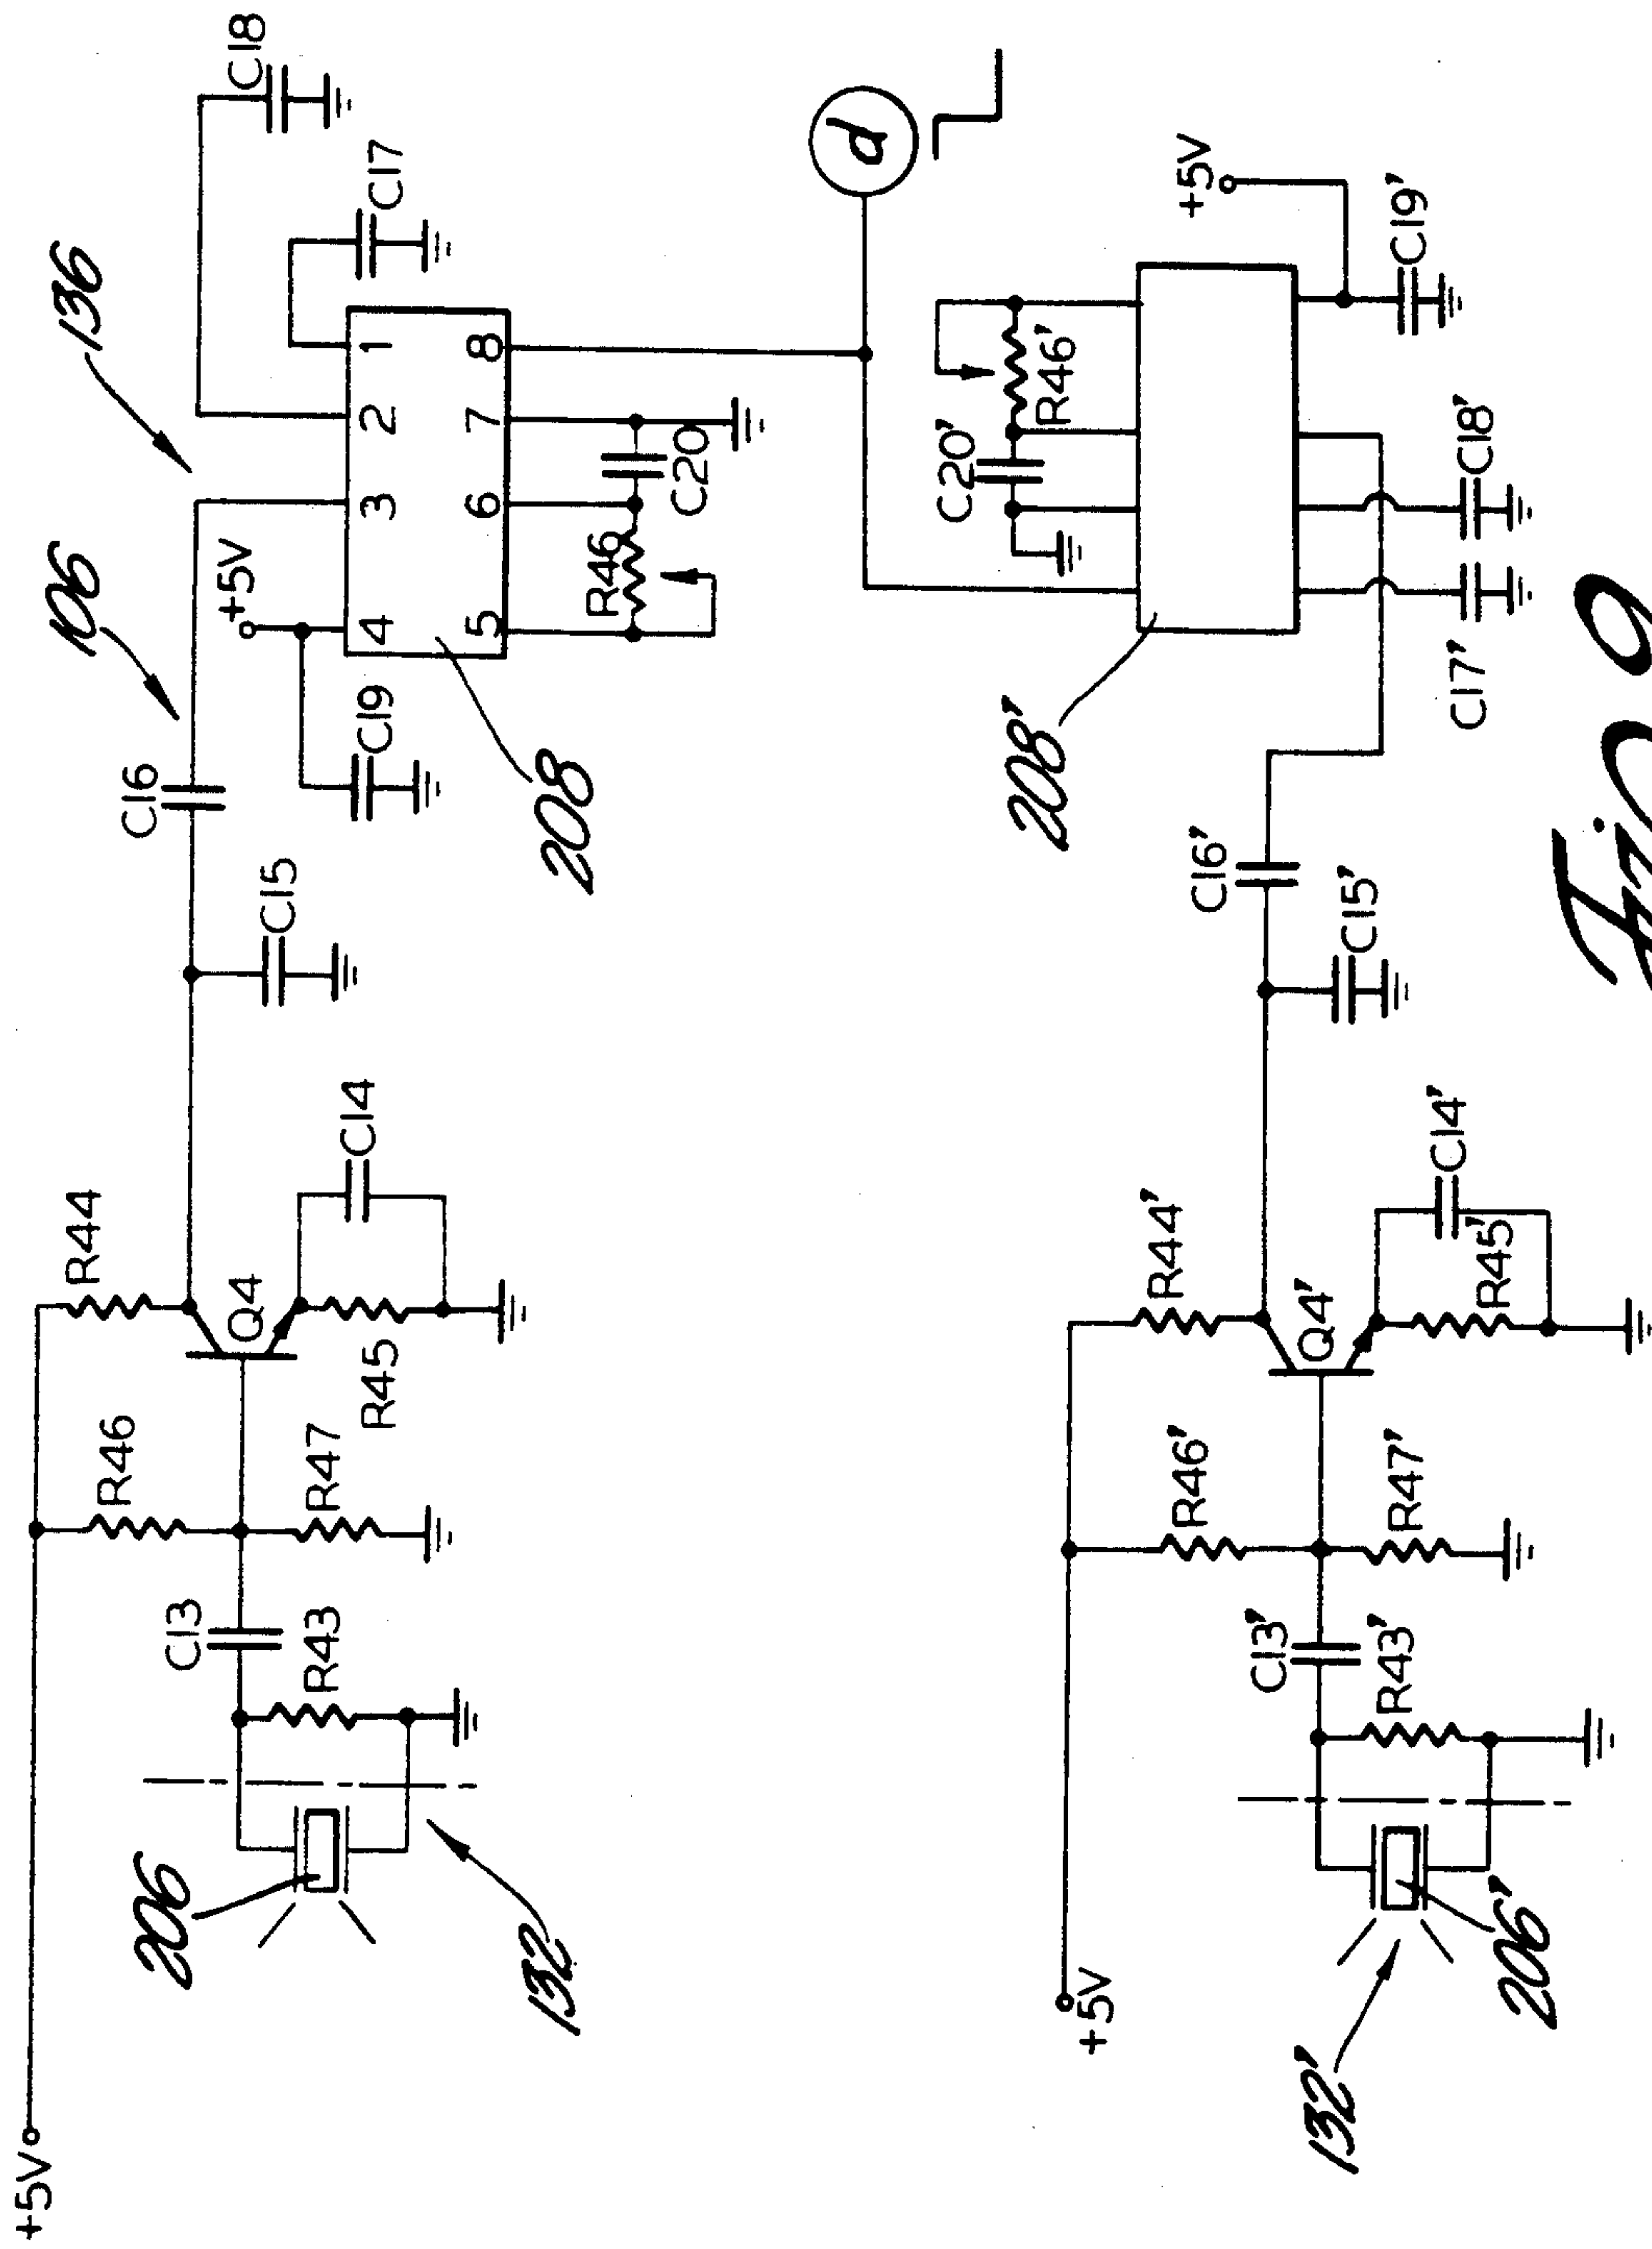 +5V
206
132
C13
R43
R46
R47
Q4
R44
R45
C14
C15
C16
106
136
+5V
C19
208
4
3
2
1
5
6
7
8
R46
C20
C17
C18
d
+5V
132'
206'
C13'
R43'
R46'
R47'
Q4'
R44'
R45'
C14'
C15'
C16'
208'
C20'
R46'
+5V
C19'
C17'
C18'